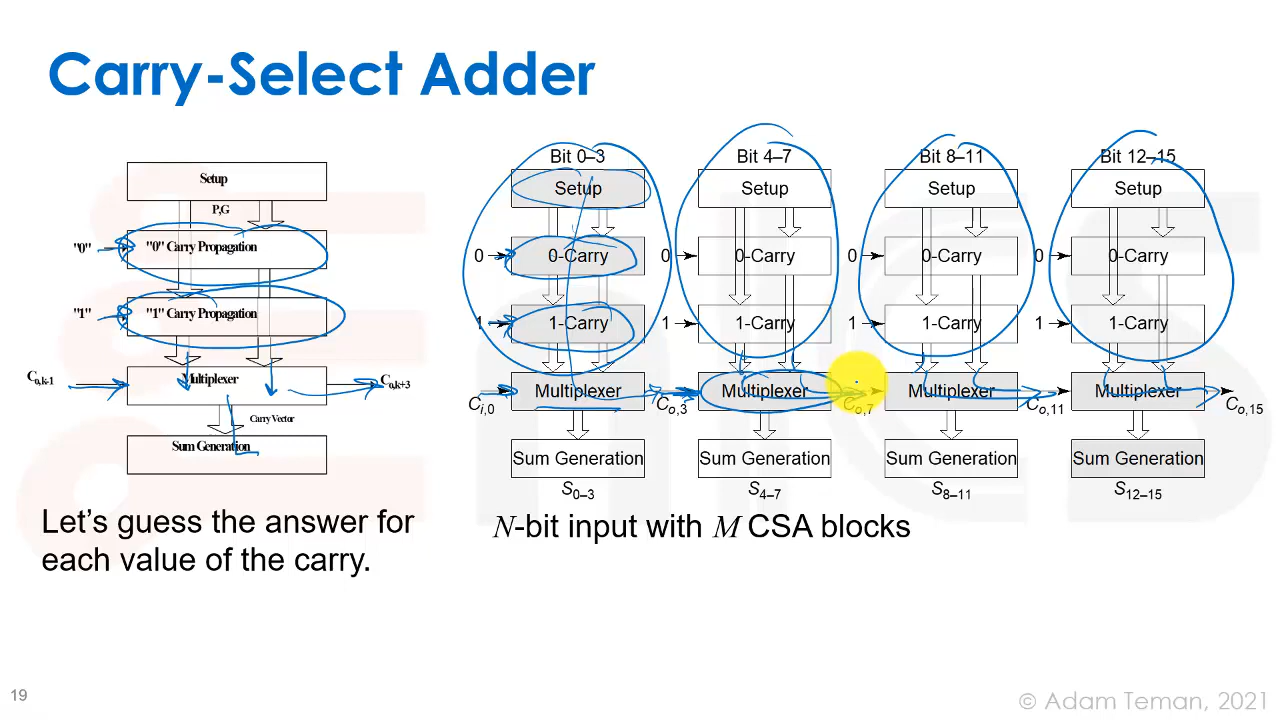 Carry-Select Adder
Setup
P,G
"0"
"0" Carry Propagation
"1"
"1" Carry Propagation
Co,k-1
Multiplexer
Co,k+3
Carry Vector
Sum Generation
Let's guess the answer for
each value of the carry.
Bit 0–3
Setup
0
0-Carry
1
1-Carry
Ci,0
Multiplexer
Co,3
Sum Generation
S0–3
Bit 4–7
Setup
0
0-Carry
1
1-Carry
Multiplexer
Co,7
Sum Generation
S4–7
Bit 8–11
Setup
0
0-Carry
1
1-Carry
Multiplexer
Co,11
Sum Generation
S8–11
Bit 12–15
Setup
0
0-Carry
1
1-Carry
Multiplexer
Co,15
Sum Generation
S12–15
N-bit input with M CSA blocks
19
© Adam Teman, 2021